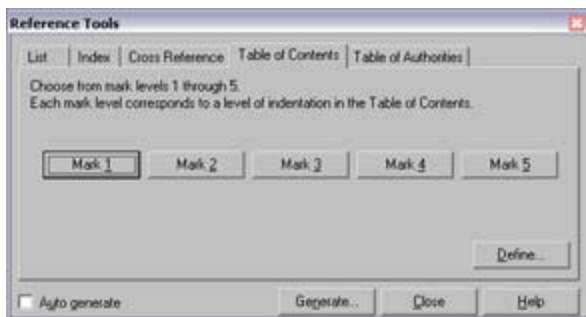 Reference Tools
List Index Cross Reference Table of Contents Table of Authorities
Choose from mark levels 1 through 5.
Each mark level corresponds to a level of indentation in the Table of Contents.
Mark 1 Mark 2 Mark 3 Mark 4 Mark 5
Define...
Auto generate Generate... Close Help